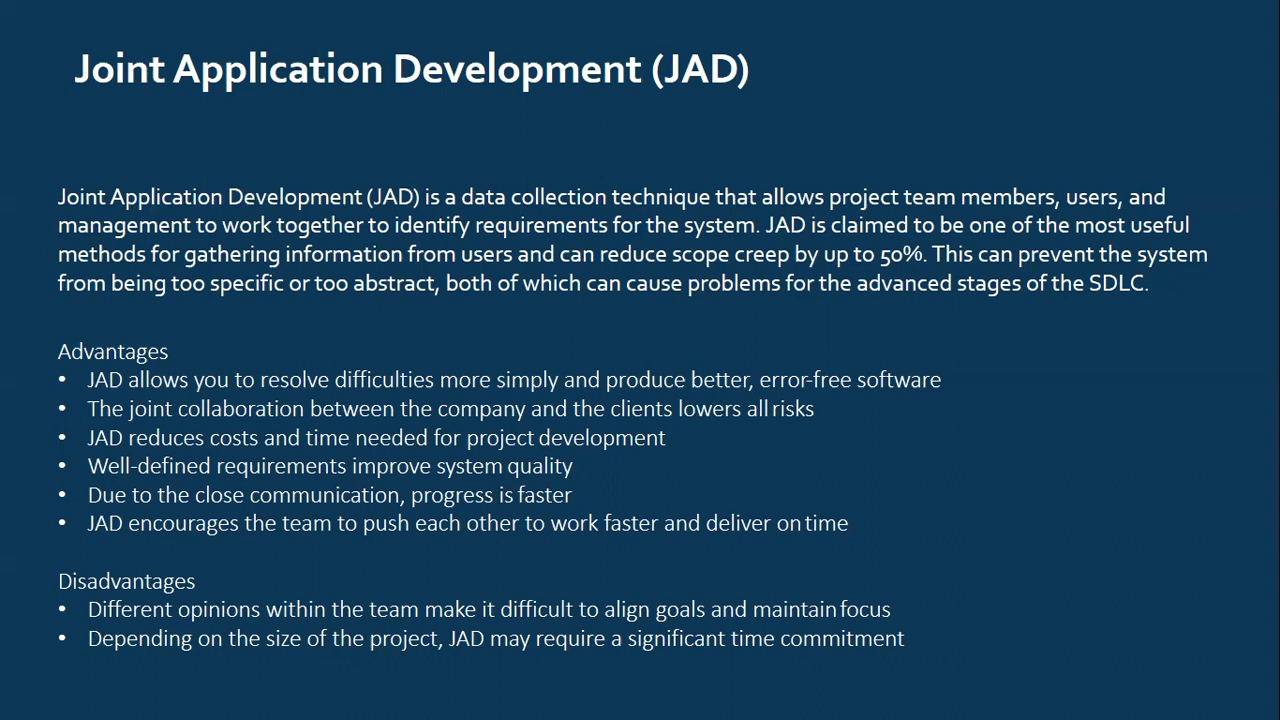 Joint Application Development (JAD)
Joint Application Development (JAD) is a data collection technique that allows project team members, users, and
management to work together to identify requirements for the system. JAD is claimed to be one of the most useful
methods for gathering information from users and can reduce scope creep by up to 50%. This can prevent the system
from being too specific or too abstract, both of which can cause problems for the advanced stages of the SDLC.
Advantages
• JAD allows you to resolve difficulties more simply and produce better, error-free software
• The joint collaboration between the company and the clients lowers all risks
• JAD reduces costs and time needed for project development
• Well-defined requirements improve system quality
• Due to the close communication, progress is faster
• JAD encourages the team to push each other to work faster and deliver on time
Disadvantages
• Different opinions within the team make it difficult to align goals and maintain focus
• Depending on the size of the project, JAD may require a significant time commitment